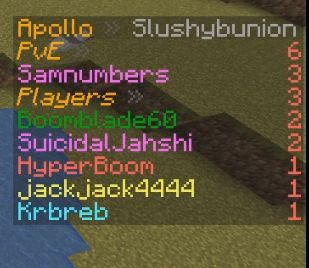 Apollo » Slushybunion
PvE 6
Samnumbers 3
Players » 3
Boomblade60 2
SuicidalJahshi 2
HyperBoom 1
jackjack4444 1
Krbreb 1